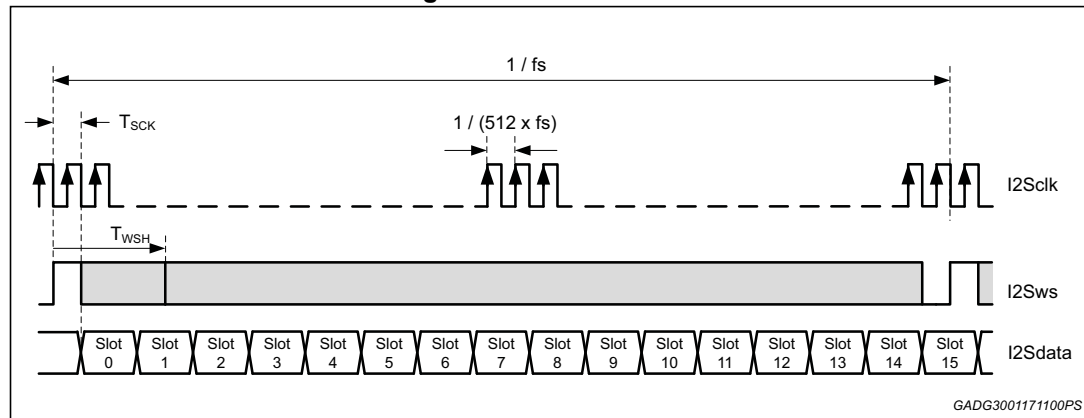 1 / fs
TSCK
1 / (512 x fs)
I2Sclk
TWSH
I2Sws
Slot 0 Slot 1 Slot 2 Slot 3 Slot 4 Slot 5 Slot 6 Slot 7 Slot 8 Slot 9 Slot 10 Slot 11 Slot 12 Slot 13 Slot 14 Slot 15
I2Sdata
GADG3001171100PS